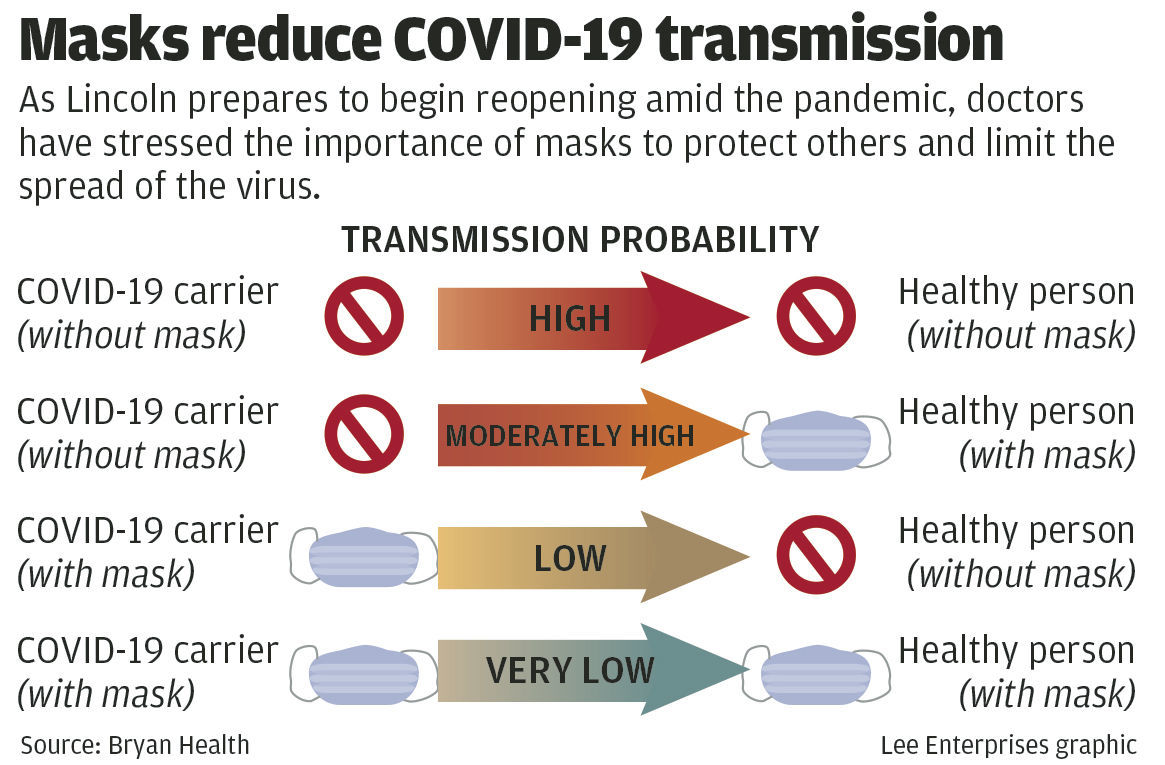 Masks reduce COVID-19 transmission
As Lincoln prepares to begin reopening amid the pandemic, doctors
have stressed the importance of masks to protect others and limit the
spread of the virus.
TRANSMISSION PROBABILITY
COVID-19 carrier
(without mask)
HIGH
Healthy person
(without mask)
COVID-19 carrier
(without mask)
MODERATELY HIGH
Healthy person
(with mask)
COVID-19 carrier
(with mask)
LOW
Healthy person
(without mask)
COVID-19 carrier
(with mask)
VERY LOW
Healthy person
(with mask)
Source: Bryan Health
Lee Enterprises graphic